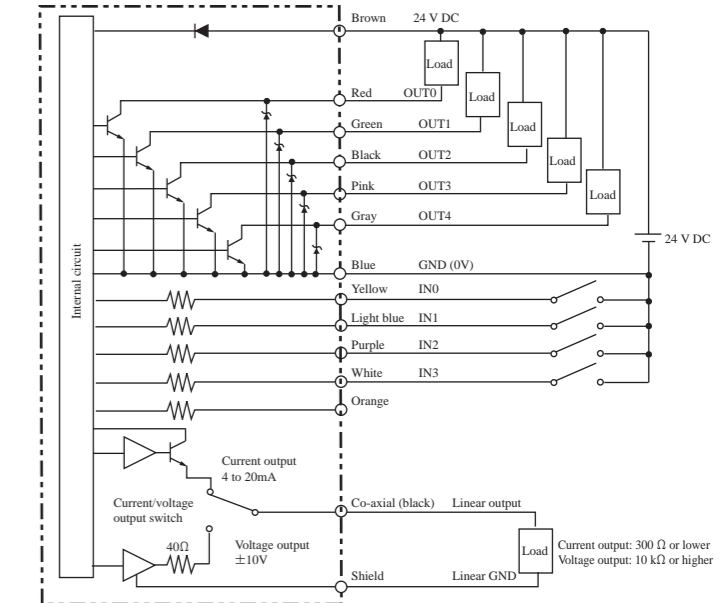 Brown 24 V DC
Load
Red OUT0
Load
Green OUT1
Load
Black OUT2
Load
Pink OUT3
Load
Gray OUT4
24 V DC
Internal circuit
Blue GND (0V)
Yellow IN0
Light blue IN1
Purple IN2
White IN3
Orange
Current output
4 to 20mA
Current/voltage
output switch
Co-axial (black) Linear output
40Ω
Voltage output
±10V
Load
Current output: 300 Ω or lower
Voltage output: 10 kΩ or higher
Shield Linear GND